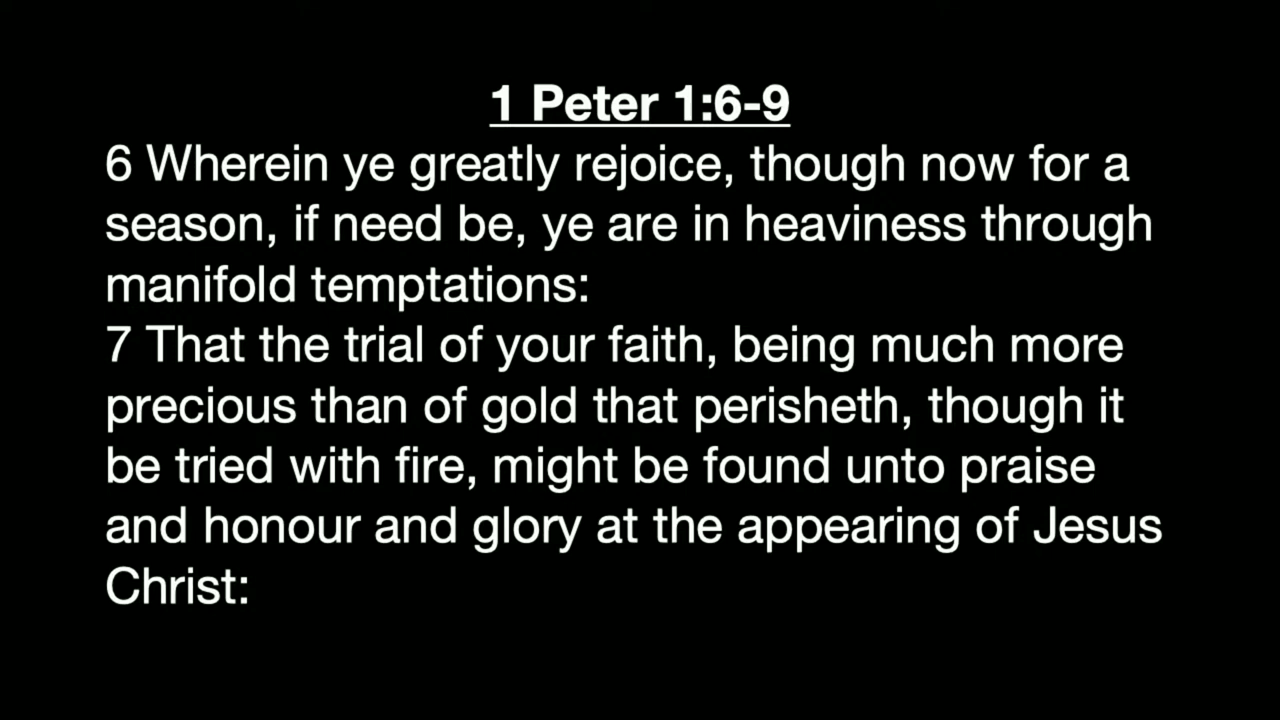 1 Peter 1:6-9
6 Wherein ye greatly rejoice, though now for a
season, if need be, ye are in heaviness through
manifold temptations:
7 That the trial of your faith, being much more
precious than of gold that perisheth, though it
be tried with fire, might be found unto praise
and honour and glory at the appearing of Jesus
Christ: